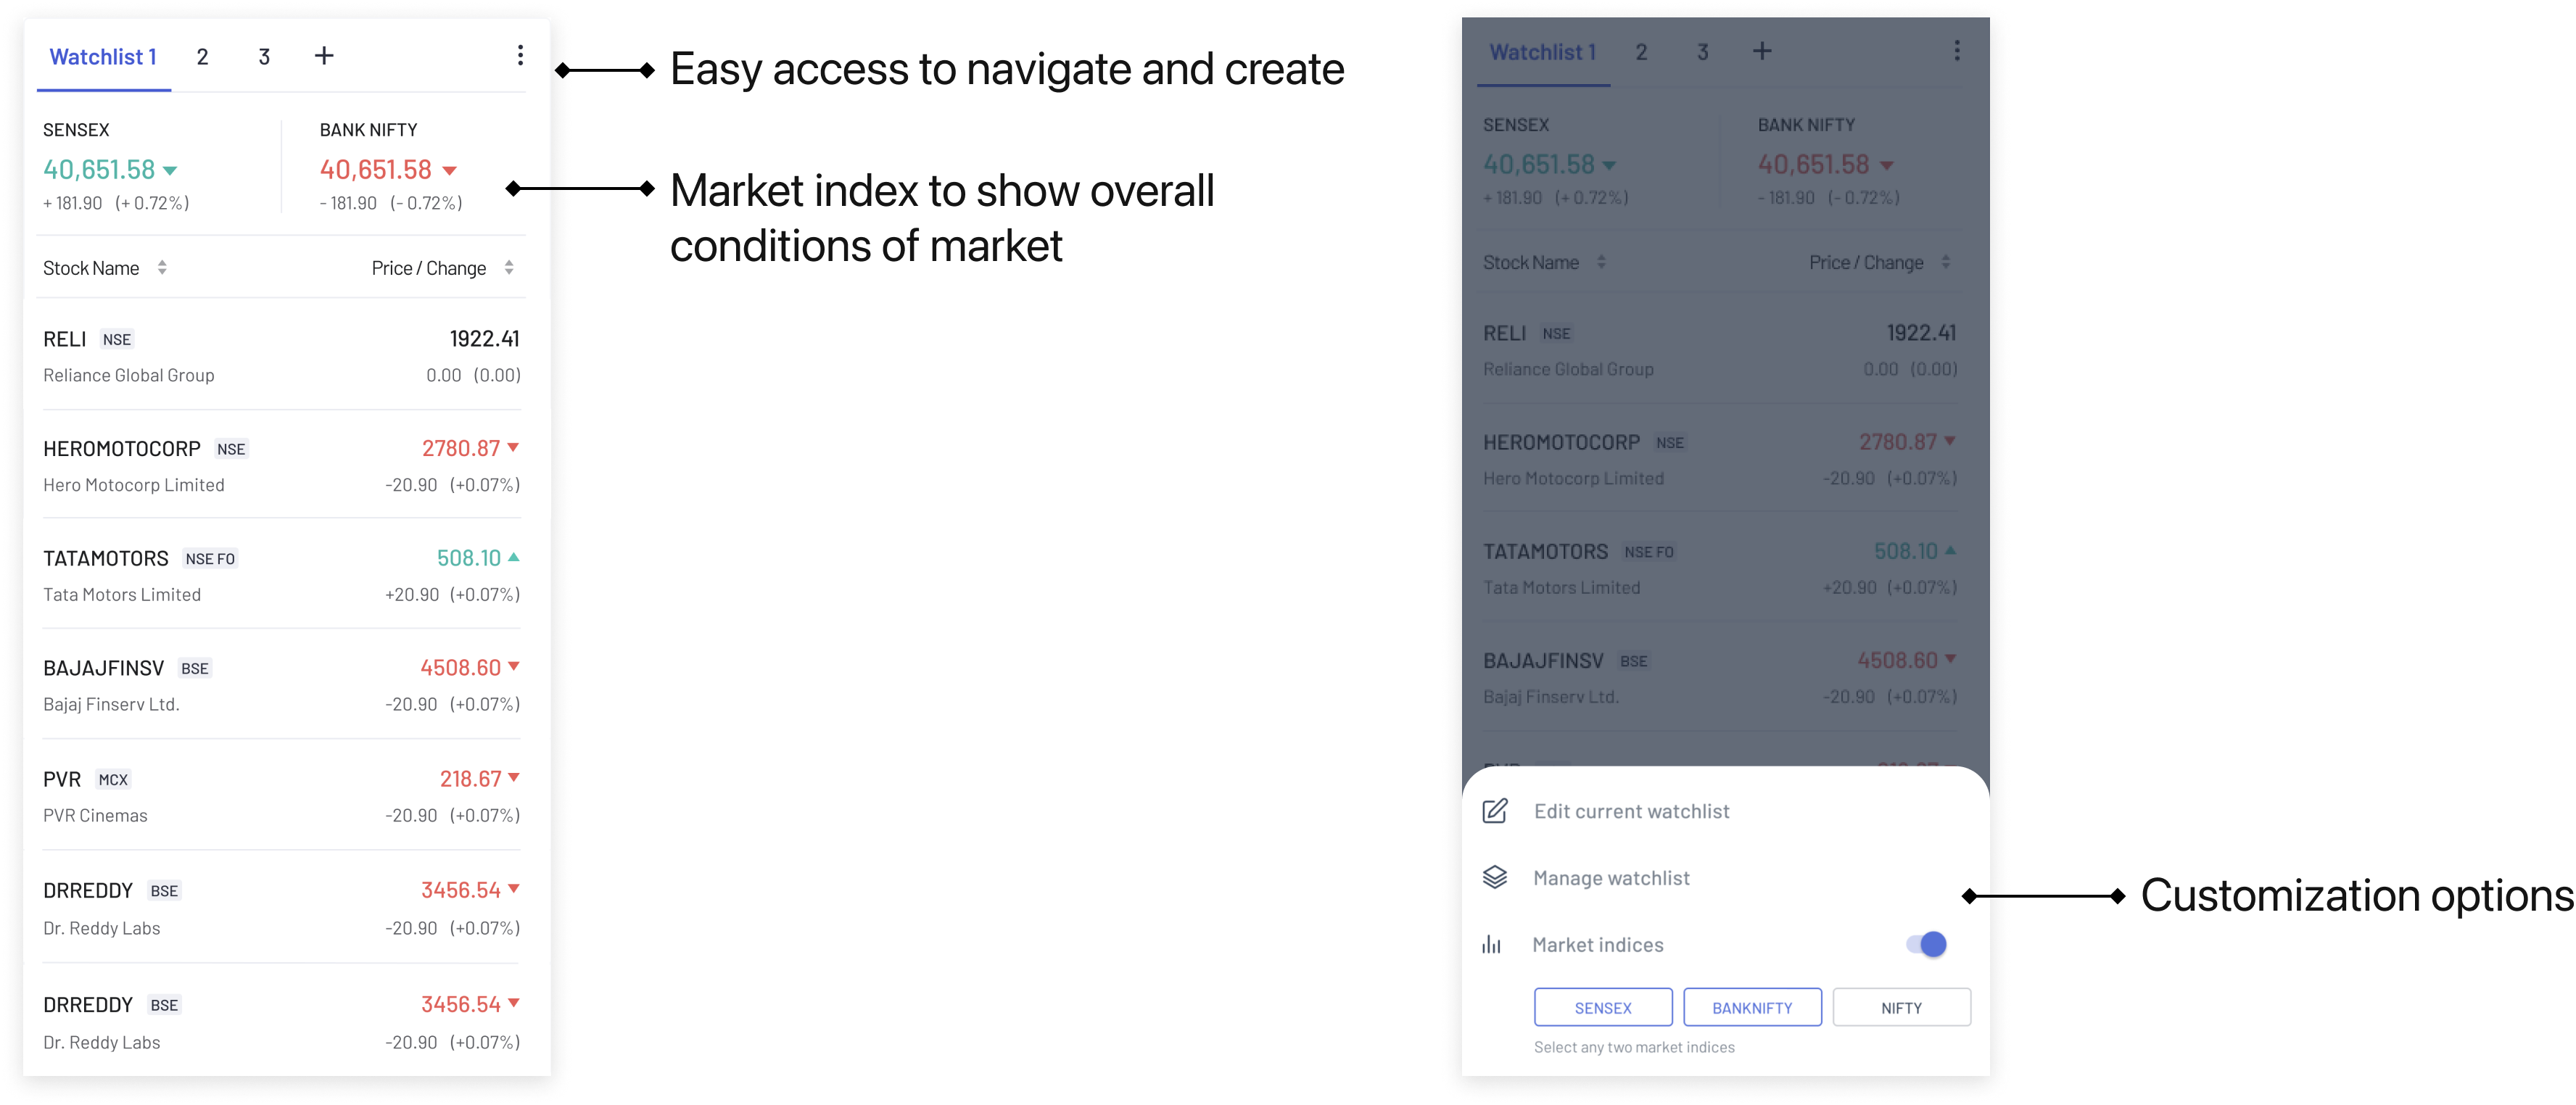 Watchlist 1 2 3 +
Easy access to navigate and create
SENSEX BANK NIFTY
40,651.58 40,651.58
+ 181.90 (+ 0.72%) - 181.90 (- 0.72%)
Market index to show overall
conditions of market
Stock Name Price / Change
RELI NSE 1922.41
Reliance Global Group 0.00 (0.00)
HEROMOTOCORP NSE 2780.87
Hero Motocorp Limited -20.90 (+0.07%)
TATAMOTORS NSE FO 508.10
Tata Motors Limited +20.90 (+0.07%)
BAJAJFINSV BSE 4508.60
Bajaj Finserv Ltd. -20.90 (+0.07%)
PVR MCX 218.67
PVR Cinemas -20.90 (+0.07%)
DRREDDY BSE 3456.54
Dr. Reddy Labs -20.90 (+0.07%)
DRREDDY BSE 3456.54
Dr. Reddy Labs -20.90 (+0.07%)
Watchlist 1 2 3 +
SENSEX BANK NIFTY
40,651.58 40,651.58
+ 181.90 (+ 0.72%) - 181.90 (- 0.72%)
Stock Name Price / Change
RELI NSE 1922.41
Reliance Global Group 0.00 (0.00)
HEROMOTOCORP NSE 2780.87
Hero Motocorp Limited -20.90 (+0.07%)
TATAMOTORS NSE FO 508.10
Tata Motors Limited +20.90 (+0.07%)
BAJAJFINSV BSE 4508.60
Bajaj Finserv Ltd. -20.90 (+0.07%)
Edit current watchlist
Manage watchlist
Market indices
SENSEX BANKNIFTY NIFTY
Select any two market indices
Customization options